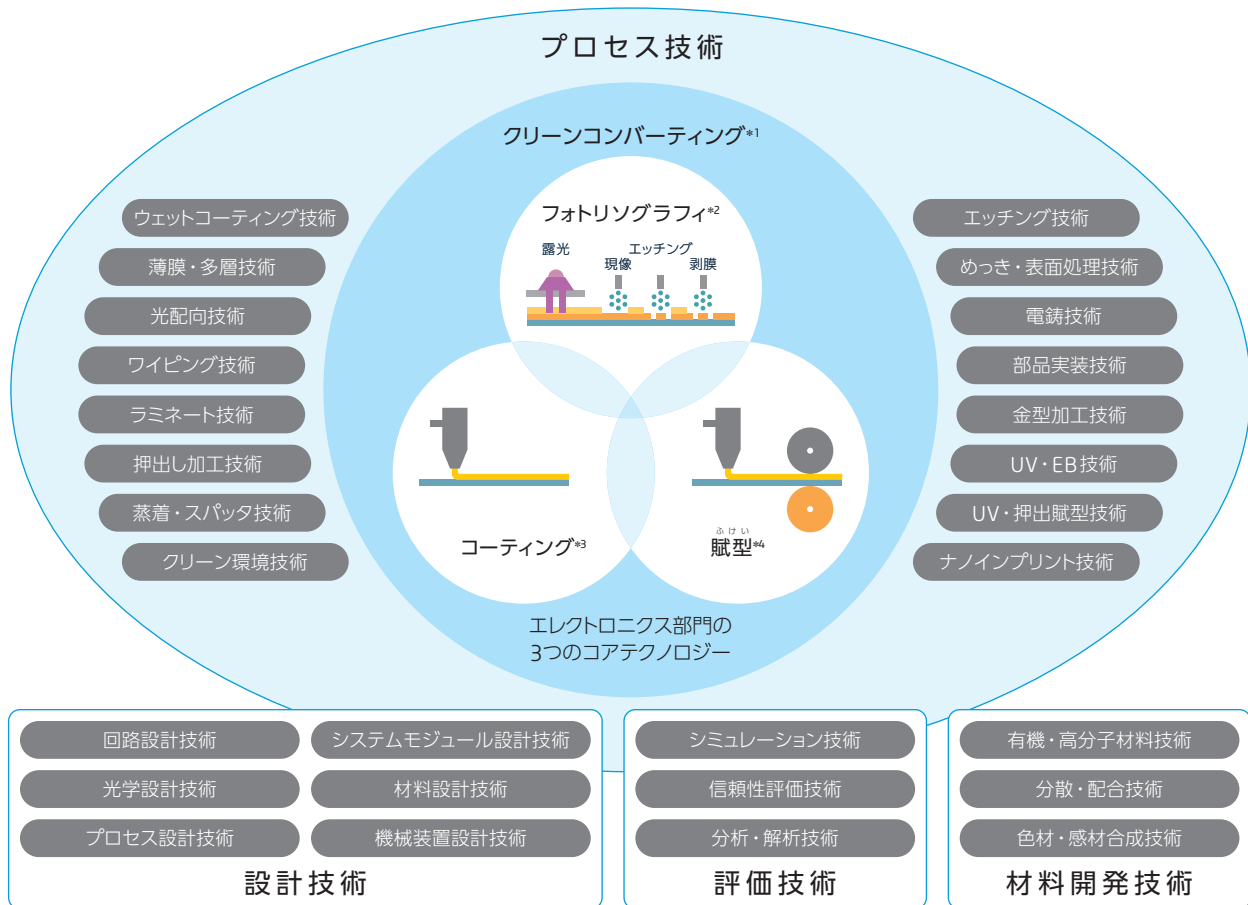 プロセス技術
クリーンコンバーティング*1
フォトリソグラフィ*2
露光
エッチング
現像
剥膜
ウェットコーティング技術
薄膜・多層技術
光配向技術
ワイピング技術
ラミネート技術
押出し加工技術
蒸着・スパッタ技術
クリーン環境技術
エッチング技術
めっき・表面処理技術
電鋳技術
部品実装技術
金型加工技術
UV・EB技術
UV・押出賦型技術
ナノインプリント技術
コーティング*3
ふけい
賦型*4
エレクトロニクス部門の
3つのコアテクノロジー
回路設計技術
システムモジュール設計技術
光学設計技術
材料設計技術
プロセス設計技術
機械装置設計技術
設計技術
シミュレーション技術
信頼性評価技術
分析・解析技術
評価技術
有機・高分子材料技術
分散・配合技術
色材・感材合成技術
材料開発技術